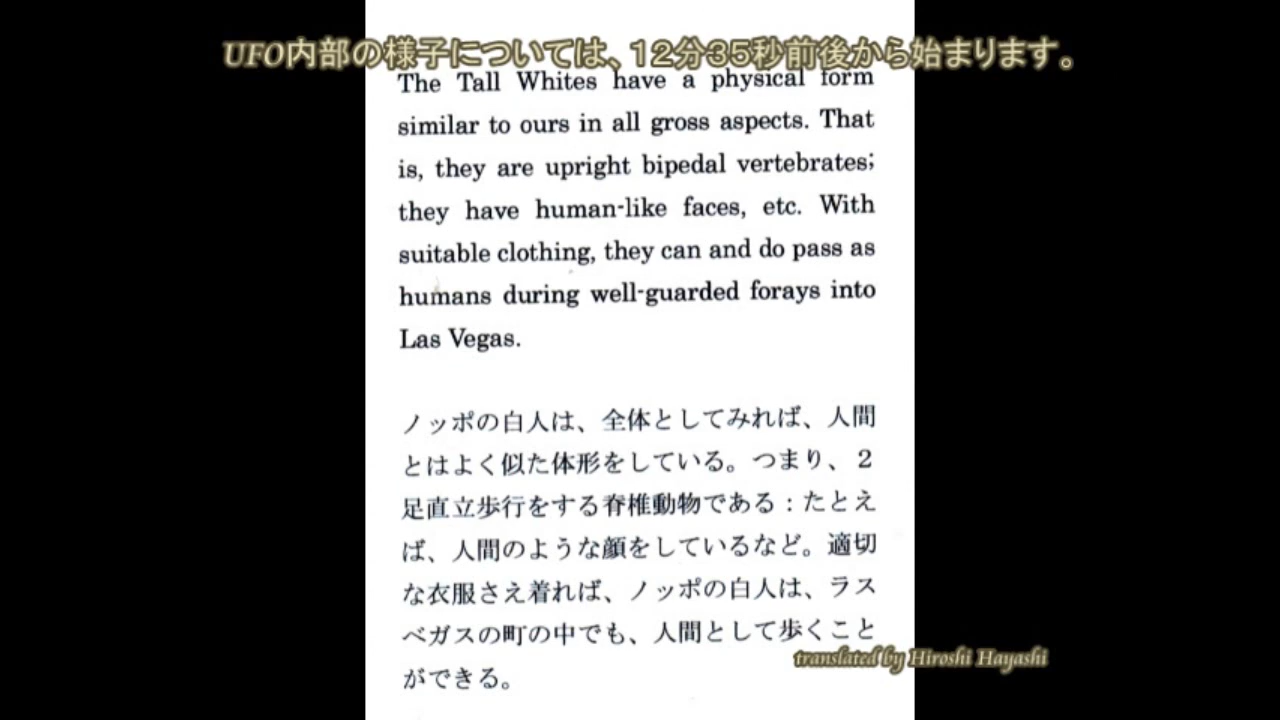 UFO内部の様子については、12分35秒前後から始まります。
The Tall Whites have a physical form
similar to ours in all gross aspects. That
is, they are upright bipedal vertebrates;
they have human-like faces, etc. With
suitable clothing, they can and do pass as
humans during well-guarded forays into
Las Vegas.
ノッポの白人は、全体としてみれば、人間
とはよく似た体形をしている。つまり、２
足直立歩行をする脊椎動物である：たとえ
ば、人間のような顔をしているなど。適切
な衣服さえ着れば、ノッポの白人は、ラス
ベガスの町の中でも、人間として歩くこと
ができる。
translated by Hiroshi Hayashi